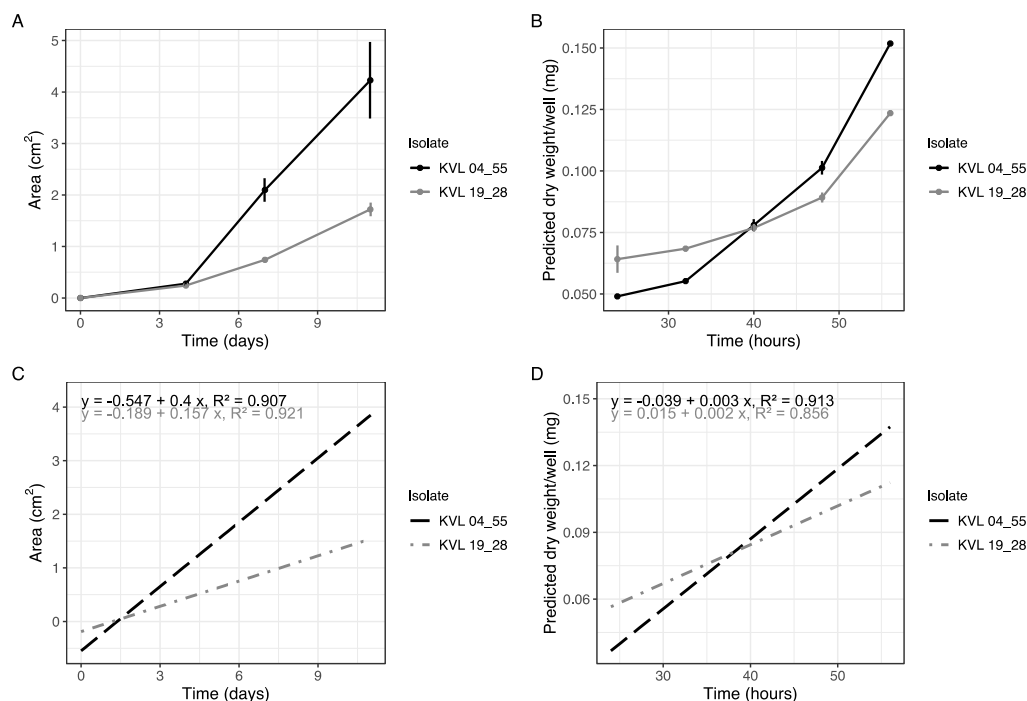 A
5
4
3
2
1
0
Area (cm²)
0
3
6
9
Time (days)
Isolate
KVL 04_55
KVL 19_28
B
0.150
0.125
0.100
0.075
0.050
Predicted dry weight/well (mg)
30
40
50
Time (hours)
Isolate
KVL 04_55
KVL 19_28
C
y = -0.547 + 0.4 x, R² = 0.907
y = -0.189 + 0.157 x, R² = 0.921
4
3
2
1
0
Area (cm²)
0
3
6
9
Time (days)
Isolate
KVL 04_55
KVL 19_28
D
y = -0.039 + 0.003 x, R² = 0.913
y = 0.015 + 0.002 x, R² = 0.856
0.15
0.12
0.09
0.06
Predicted dry weight/well (mg)
30
40
50
Time (hours)
Isolate
KVL 04_55
KVL 19_28